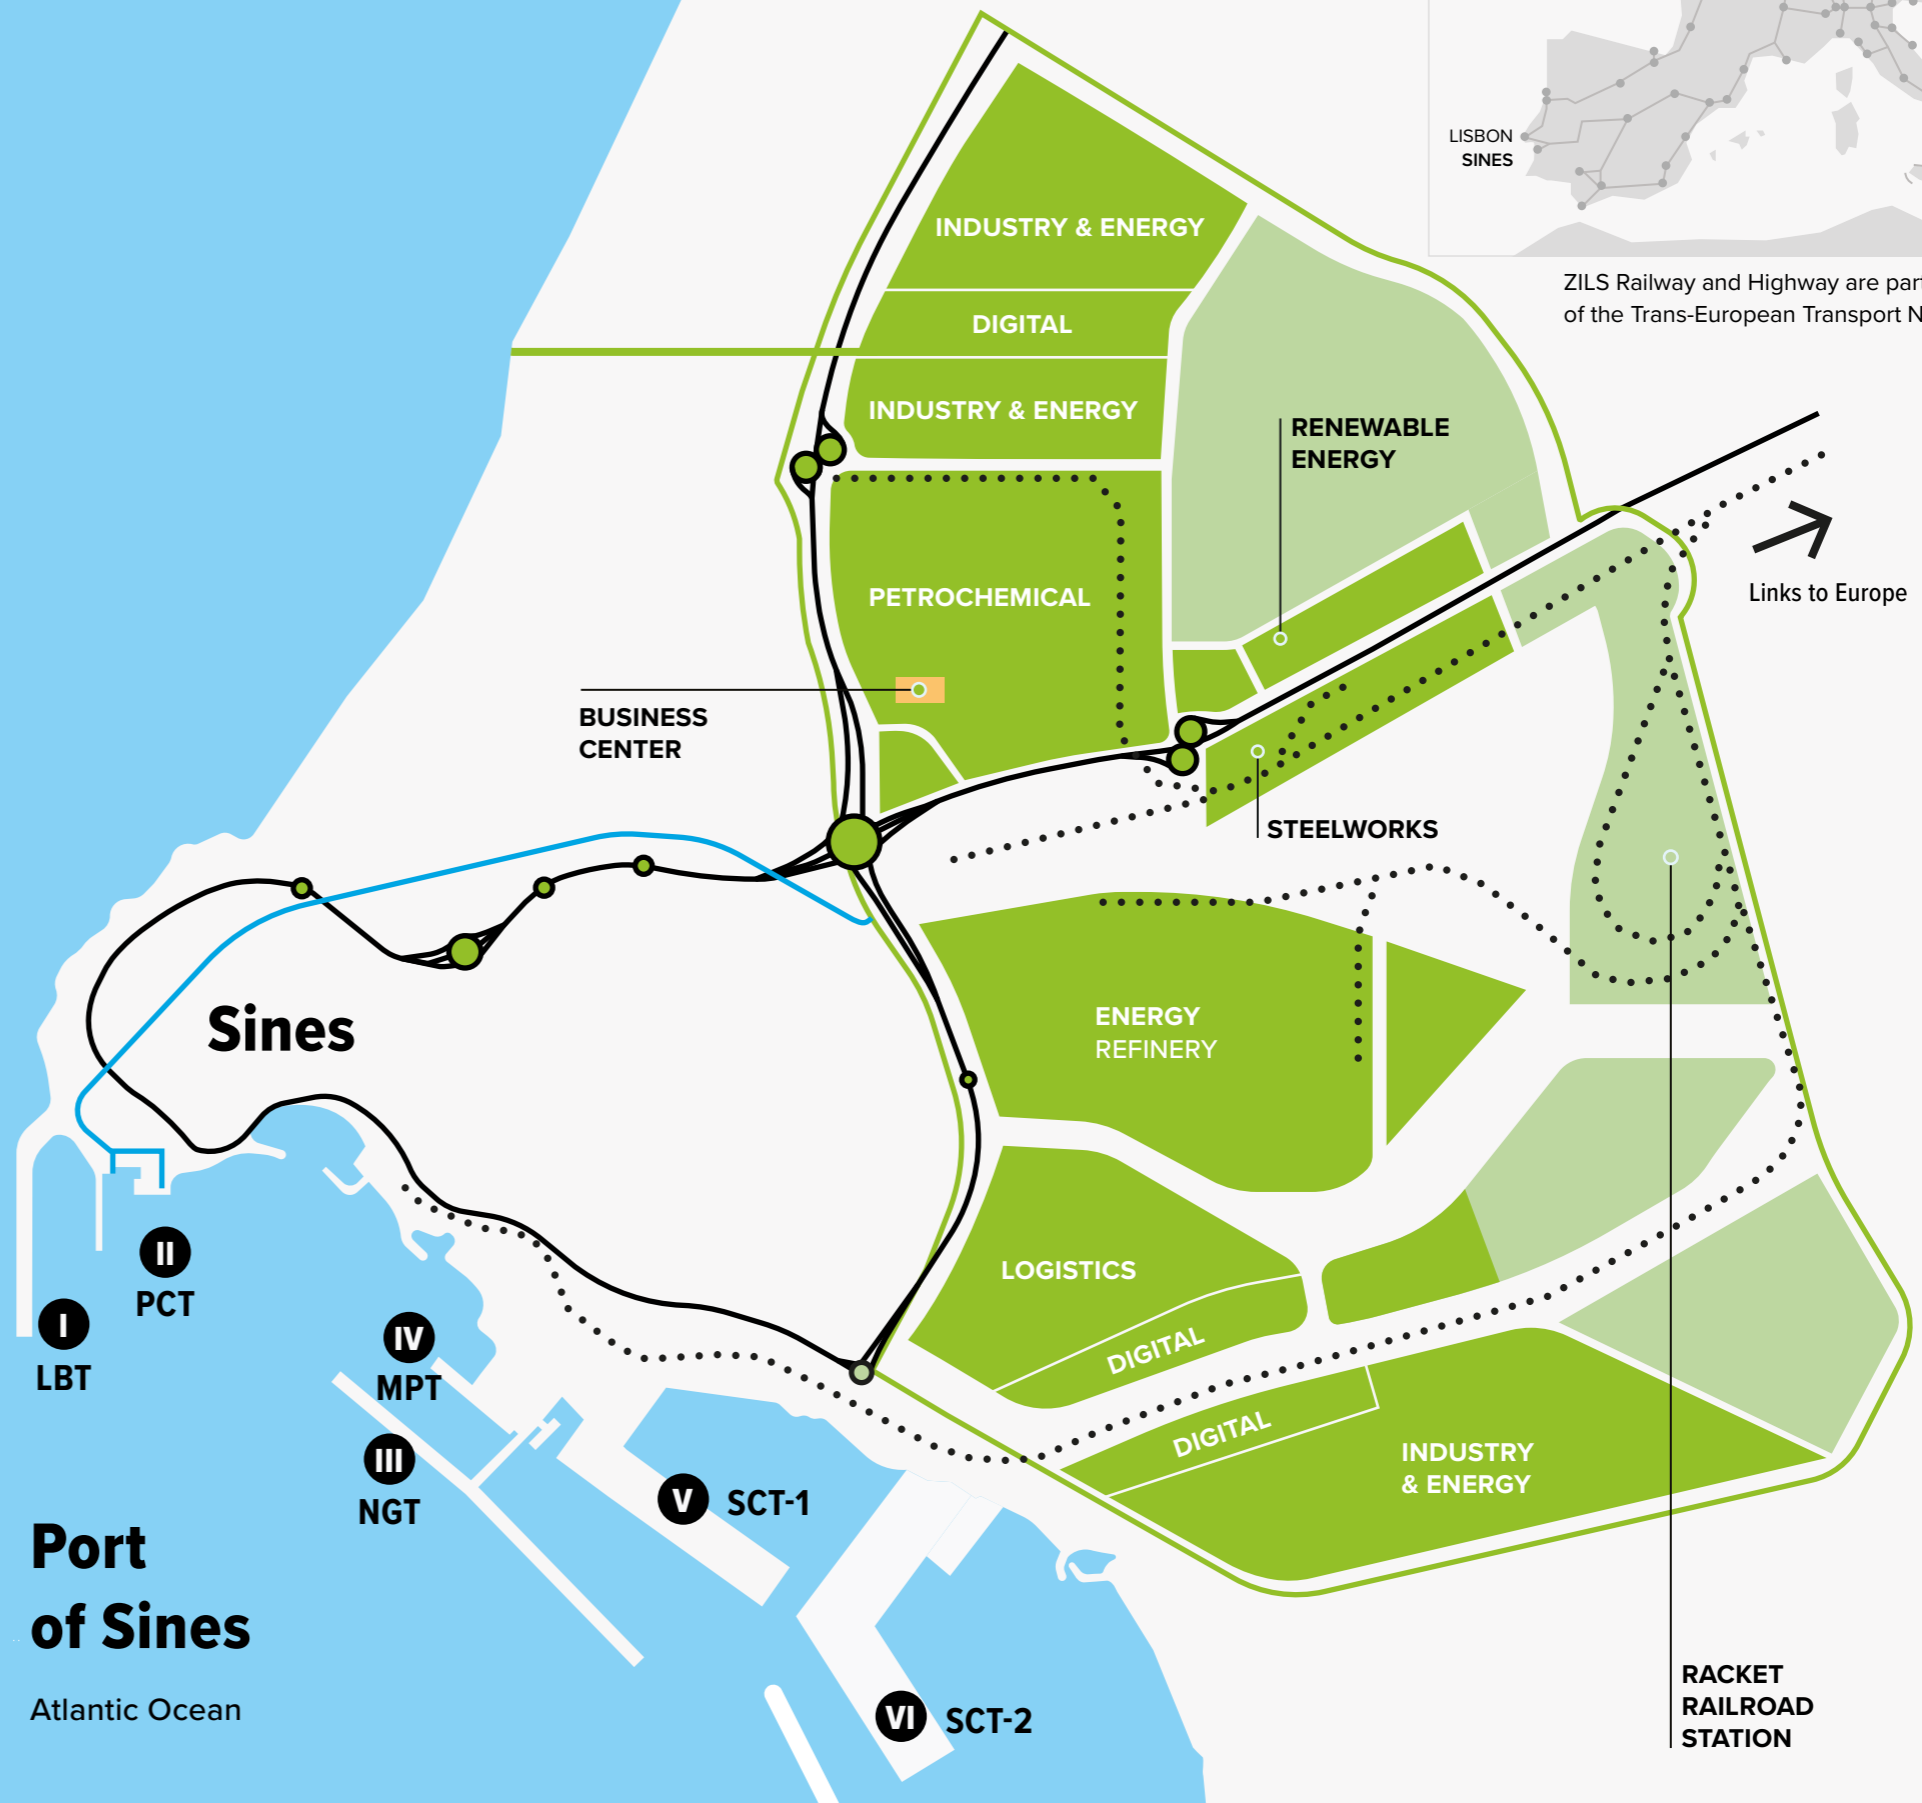 LISBON
SINES
ZILS Railway and Highway are part
of the Trans-European Transport N
INDUSTRY & ENERGY
DIGITAL
INDUSTRY & ENERGY
RENEWABLE
ENERGY
PETROCHEMICAL
Links to Europe
BUSINESS
CENTER
STEELWORKS
Sines
ENERGY
REFINERY
II
PCT
I
LBT
IV
MPT
III
NGT
V SCT-1
VI SCT-2
LOGISTICS
DIGITAL
DIGITAL
INDUSTRY
& ENERGY
Port
of Sines
Atlantic Ocean
RACKET
RAILROAD
STATION